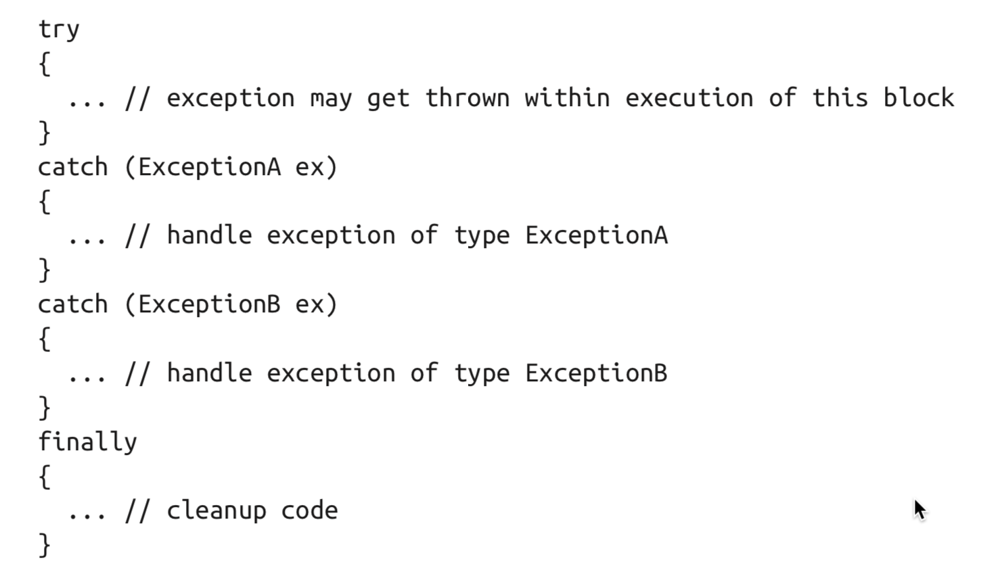 try
{
  ... // exception may get thrown within execution of this block
}
catch (ExceptionA ex)
{
  ... // handle exception of type ExceptionA
}
catch (ExceptionB ex)
{
  ... // handle exception of type ExceptionB
}
finally
{
  ... // cleanup code
}